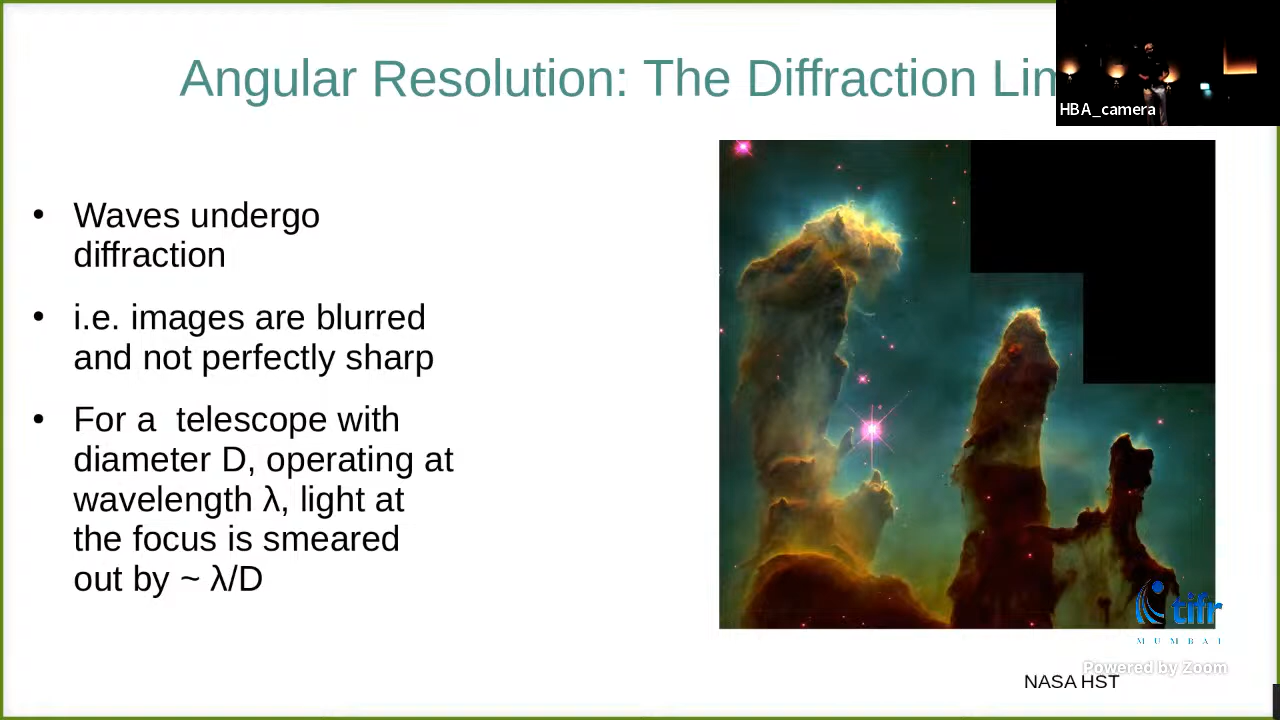 Angular Resolution: The Diffraction Lim
HBA_camera
• Waves undergo
diffraction
• i.e. images are blurred
and not perfectly sharp
• For a telescope with
diameter D, operating at
wavelength λ, light at
the focus is smeared
out by ~ λ/D
tifr
MUMBAI
Powered by Zoom
NASA HST